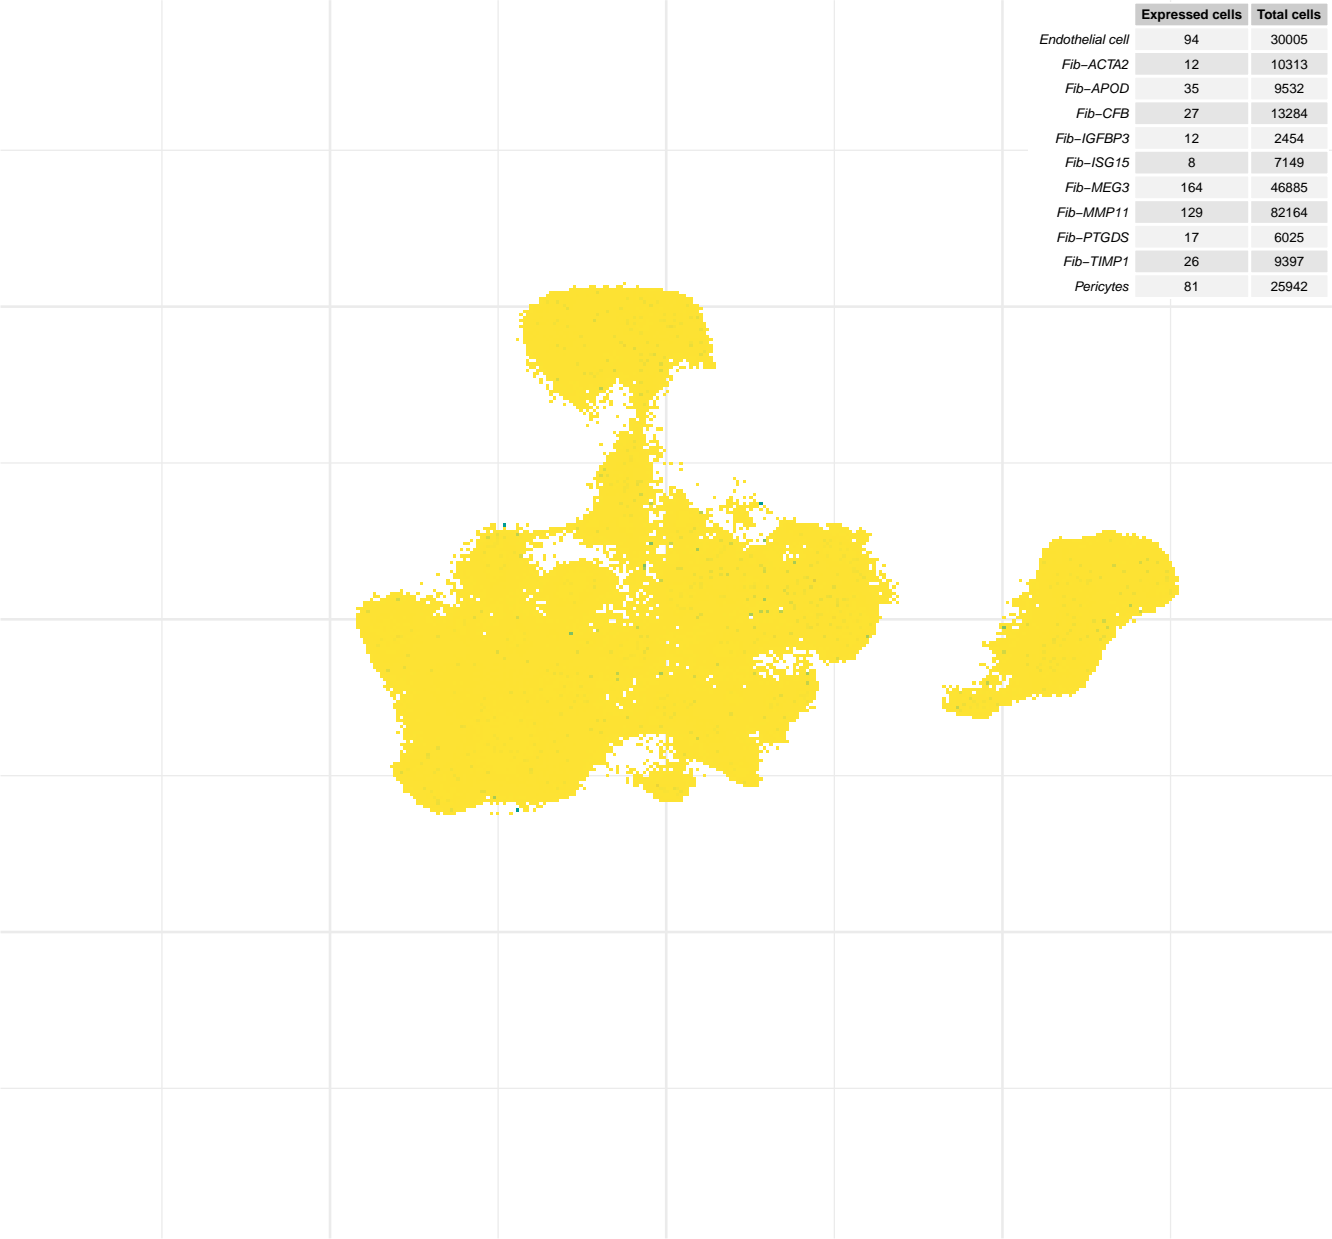 Expressed cells Total cells
Endothelial cell 94 30005
Fib−ACTA2 12 10313
Fib−APOD 35 9532
Fib−CFB 27 13284
Fib−IGFBP3 12 2454
Fib−ISG15 8 7149
Fib−MEG3 164 46885
Fib−MMP11 129 82164
Fib−PTGDS 17 6025
Fib−TIMP1 26 9397
Pericytes 81 25942